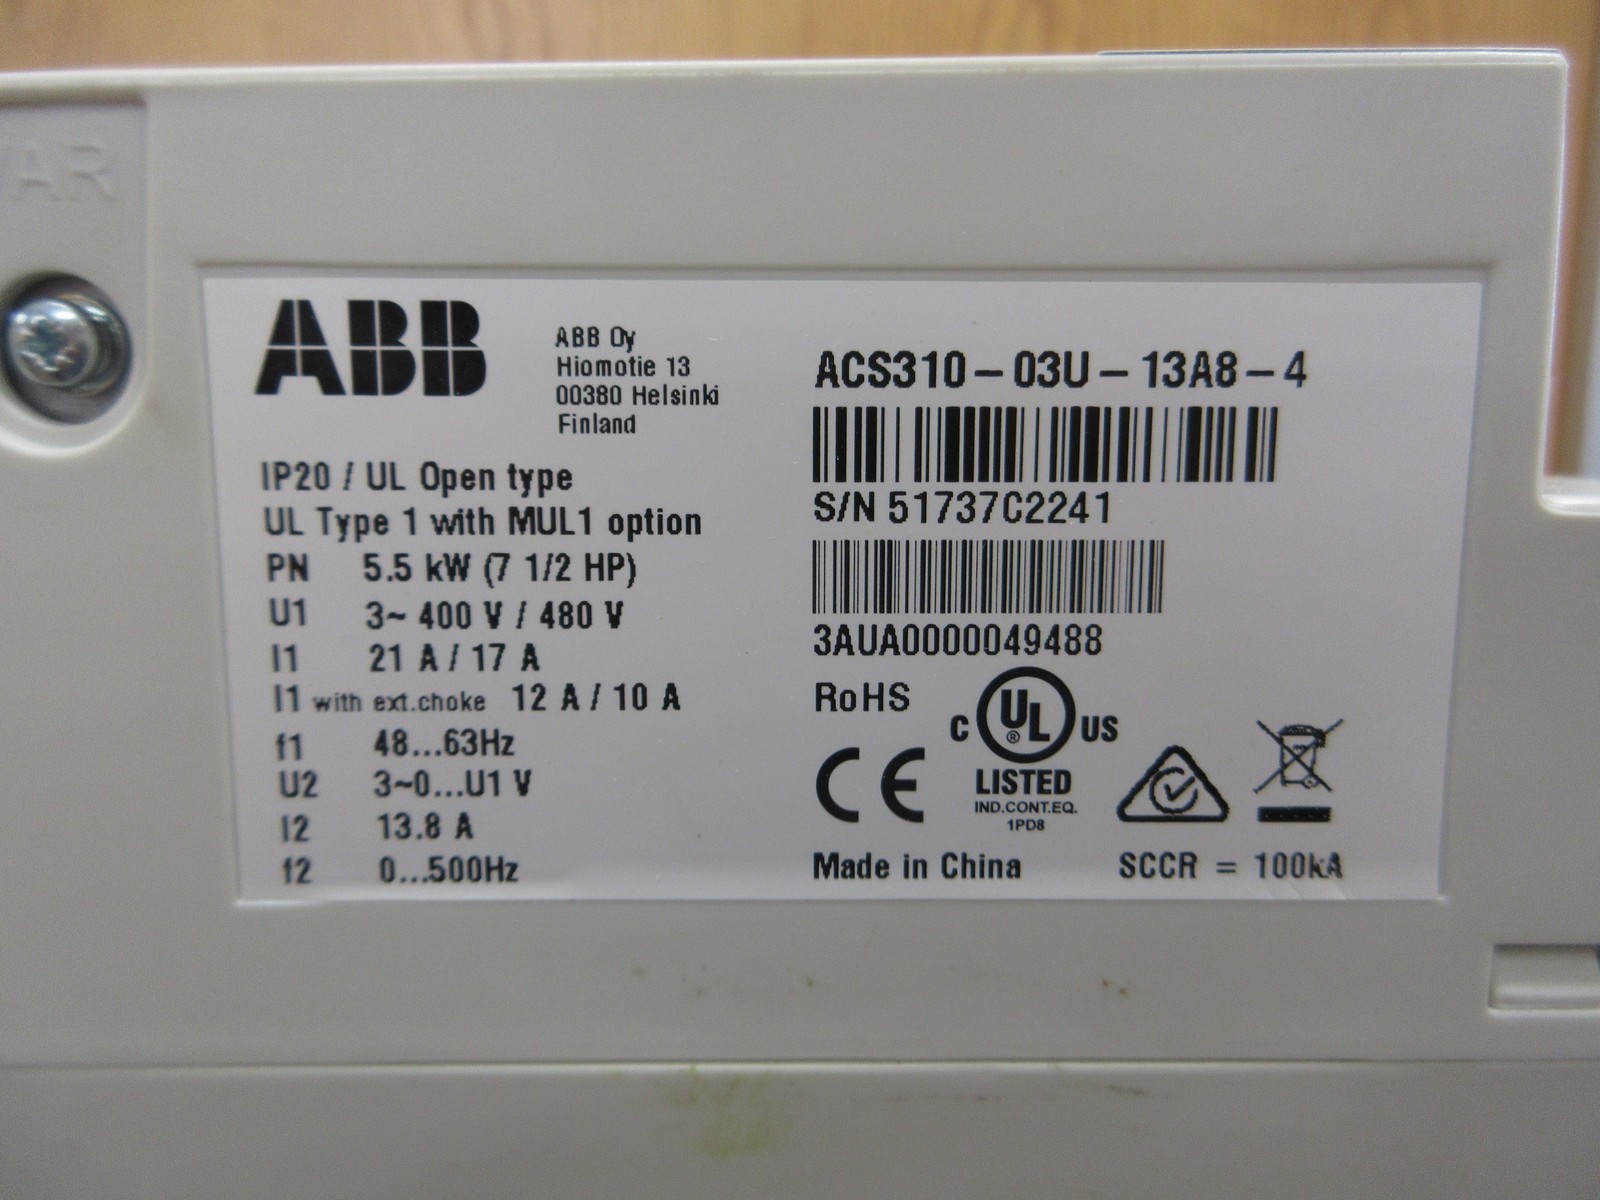 VAR
ABB
ABB Oy
Hiomotie 13
00380 Helsinki
Finland
IP20 / UL Open type
UL Type 1 with MUL1 option
PN 5.5 kW (7 1/2 HP)
U1 3~ 400 V / 480 V
I1 21 A / 17 A
I1 with ext.choke 12 A / 10 A
f1 48...63Hz
U2 3~0...U1 V
I2 13.8 A
f2 0...500Hz
ACS310-03U-13A8-4
S/N 51737C2241
3AUA0000049488
RoHS
C UL ® US
LISTED
IND.CONT.EQ.
1PD8
CE
Made in China SCCR = 100kA